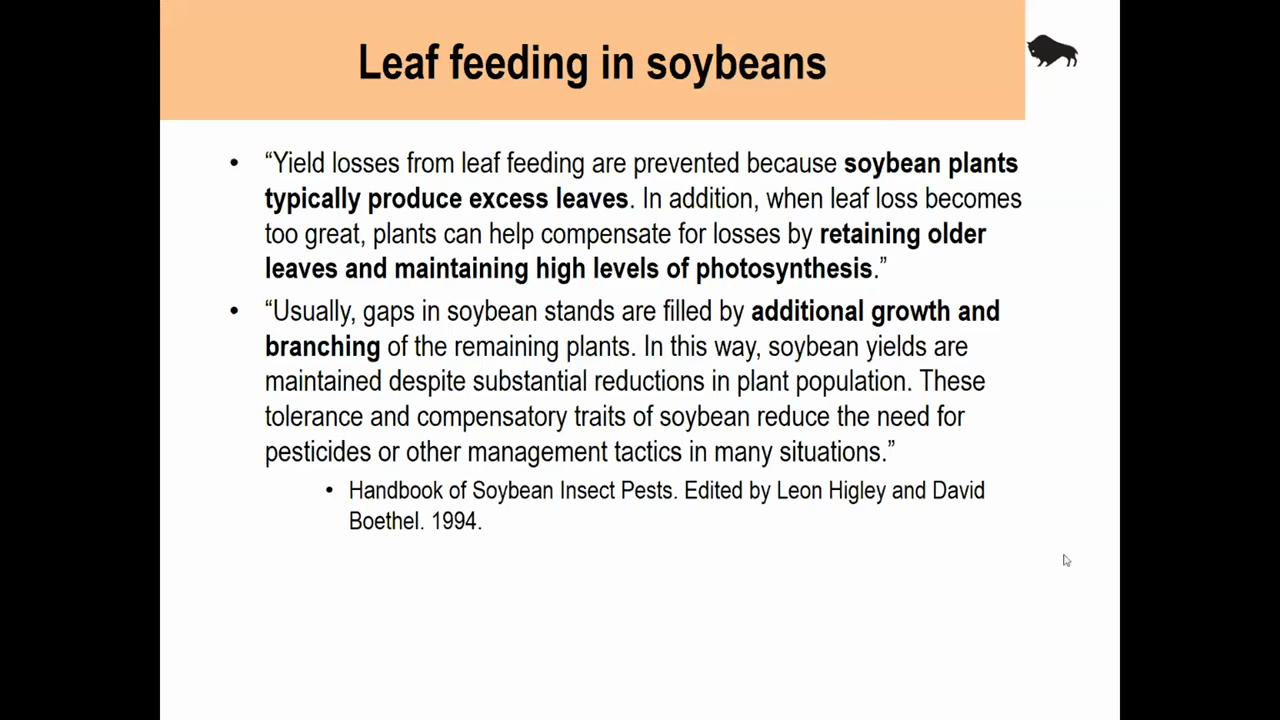 Leaf feeding in soybeans
• “Yield losses from leaf feeding are prevented because soybean plants
typically produce excess leaves. In addition, when leaf loss becomes
too great, plants can help compensate for losses by retaining older
leaves and maintaining high levels of photosynthesis.”
• “Usually, gaps in soybean stands are filled by additional growth and
branching of the remaining plants. In this way, soybean yields are
maintained despite substantial reductions in plant population. These
tolerance and compensatory traits of soybean reduce the need for
pesticides or other management tactics in many situations.”
• Handbook of Soybean Insect Pests. Edited by Leon Higley and David
Boethel. 1994.